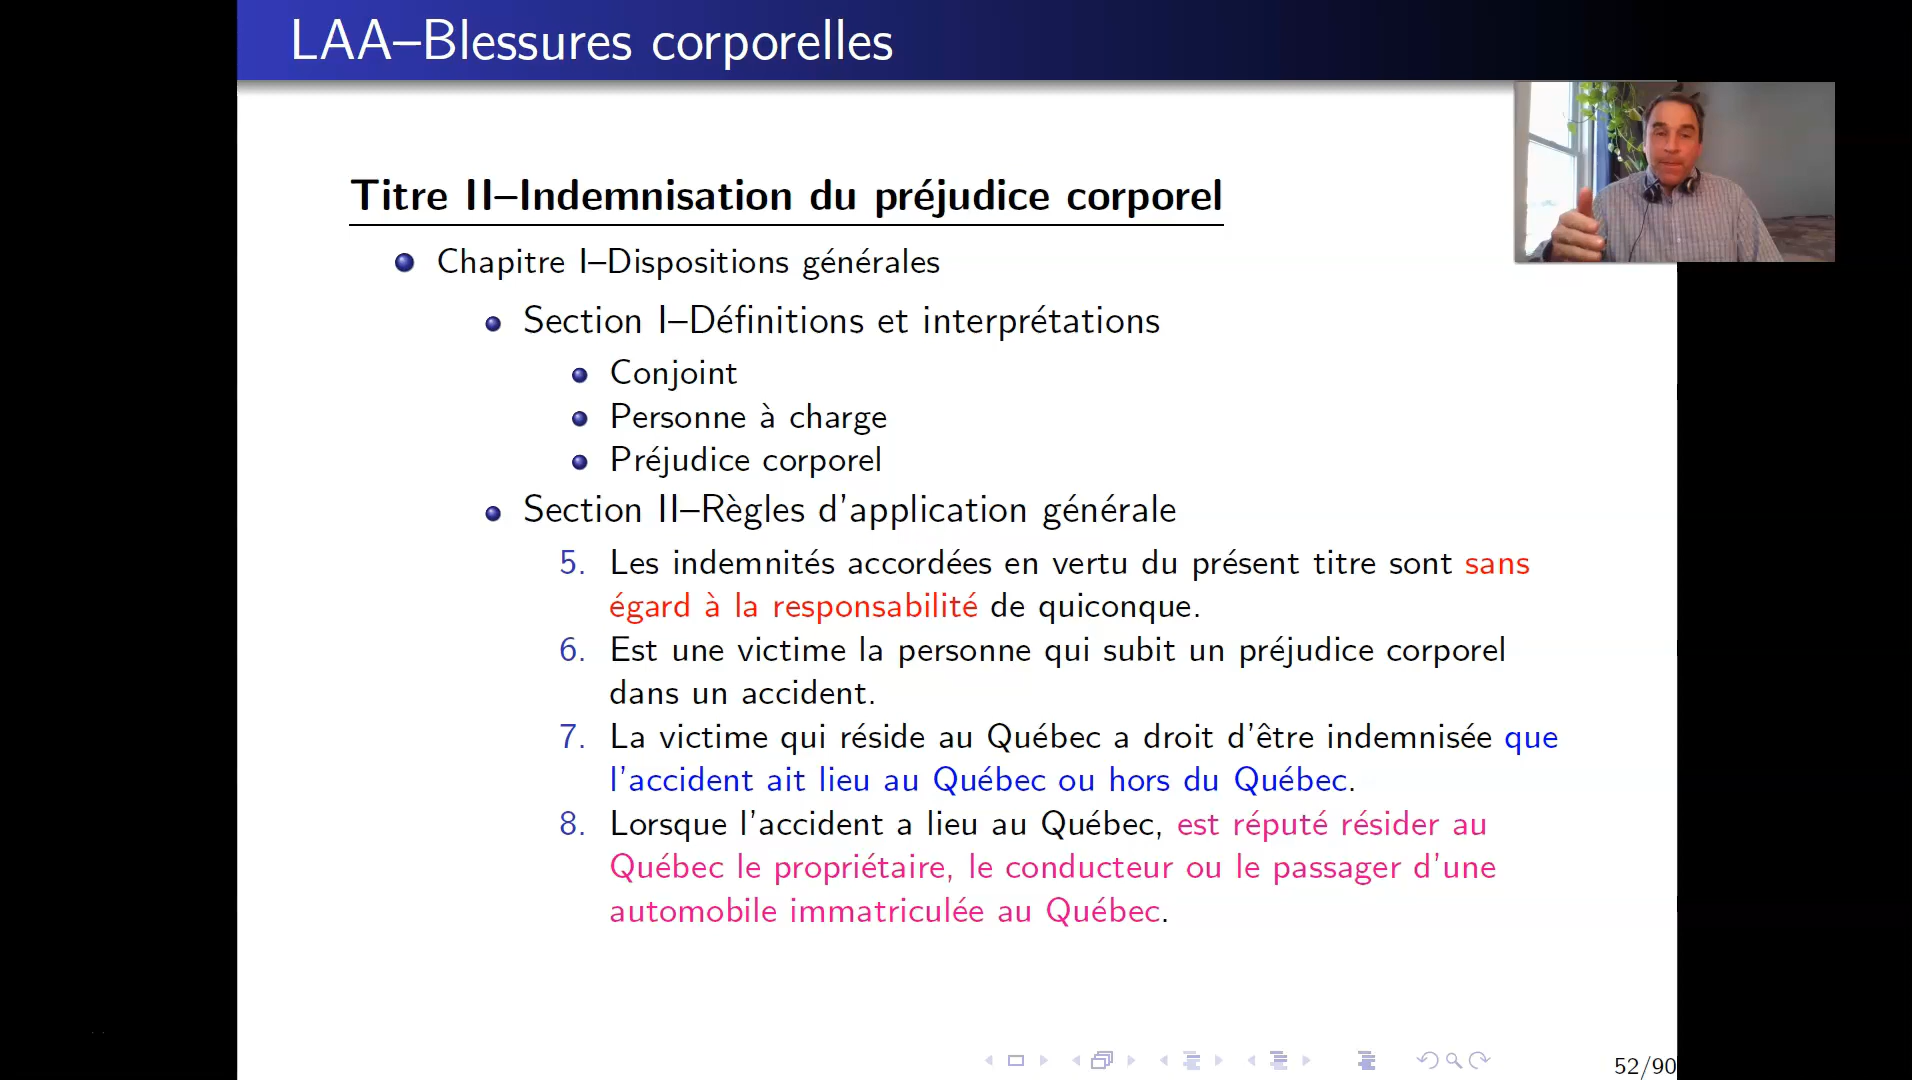 LAA–Blessures corporelles
Titre II–Indemnisation du préjudice corporel
Chapitre I–Dispositions générales
Section I–Définitions et interprétations
Conjoint
Personne à charge
Préjudice corporel
Section II–Règles d'application générale
5. Les indemnités accordées en vertu du présent titre sont sans
égard à la responsabilité de quiconque.
6. Est une victime la personne qui subit un préjudice corporel
dans un accident.
7. La victime qui réside au Québec a droit d'être indemnisée que
l'accident ait lieu au Québec ou hors du Québec.
8. Lorsque l'accident a lieu au Québec, est réputé résider au
Québec le propriétaire, le conducteur ou le passager d'une
automobile immatriculée au Québec.
52/90